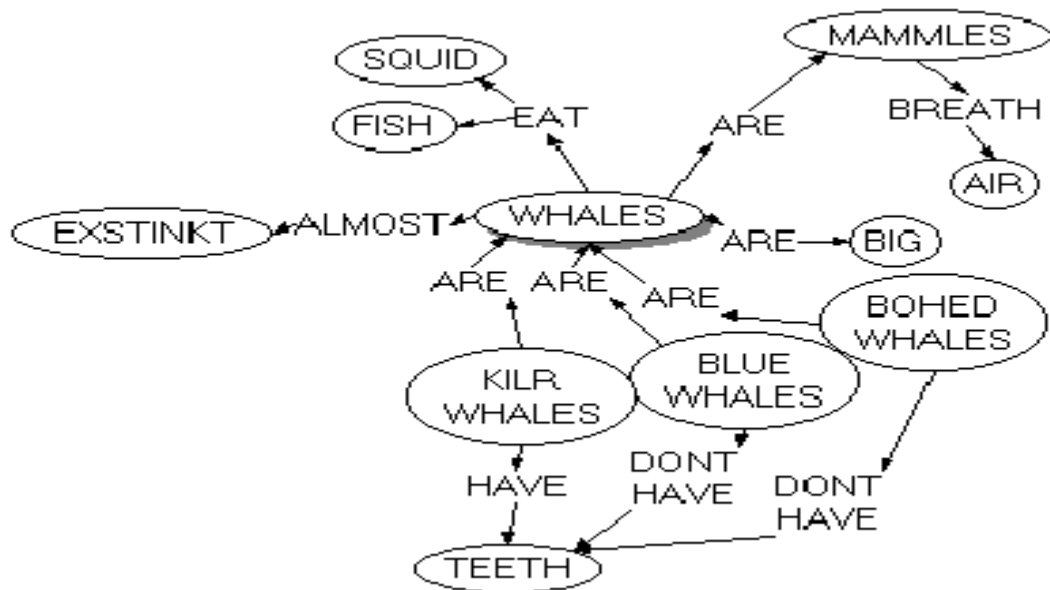 MAMMLES
SQUID
BREATH
FISH
EAT
ARE
AIR
WHALES
EXSTINKT
ALMOST
ARE
BIG
ARE
ARE
ARE
BOHED
WHALES
KILR
WHALES
BLUE
WHALES
HAVE
DONT
HAVE
DONT
HAVE
TEETH